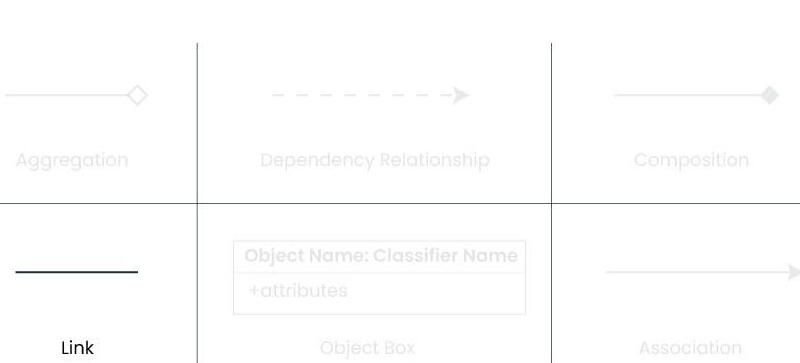 Aggregation
Dependency Relationship
Composition
Object Name: Classifier Name
+attributes
Link
Object Box
Association